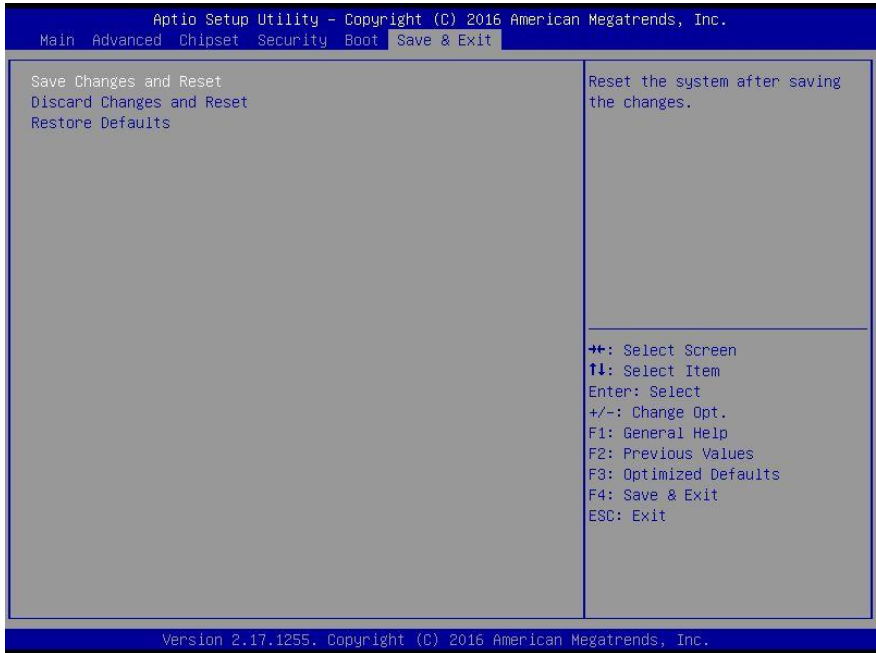 Aptio Setup Utility – Copyright (C) 2016 American Megatrends, Inc.
Main Advanced Chipset Security Boot Save & Exit
Save Changes and Reset
Discard Changes and Reset
Restore Defaults
Reset the system after saving
the changes.
→←: Select Screen
↑↓: Select Item
Enter: Select
+/-: Change Opt.
F1: General Help
F2: Previous Values
F3: Optimized Defaults
F4: Save & Exit
ESC: Exit
Version 2.17.1255. Copyright (C) 2016 American Megatrends, Inc.